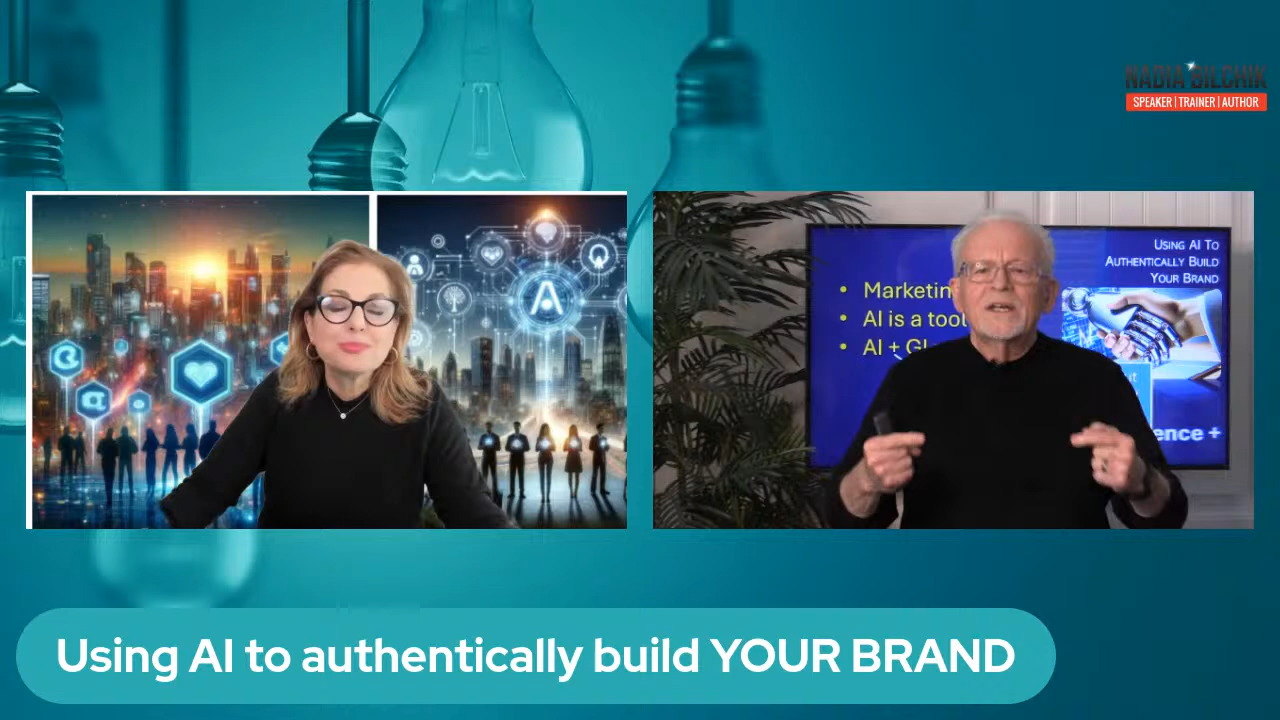 NADIA BILCHIK
SPEAKER | TRAINER | AUTHOR
USING AI TO
AUTHENTICALLY BUILD
YOUR BRAND
• Marketin
• AI is a tool
• AI +
A
ence +
Using AI to authentically build YOUR BRAND